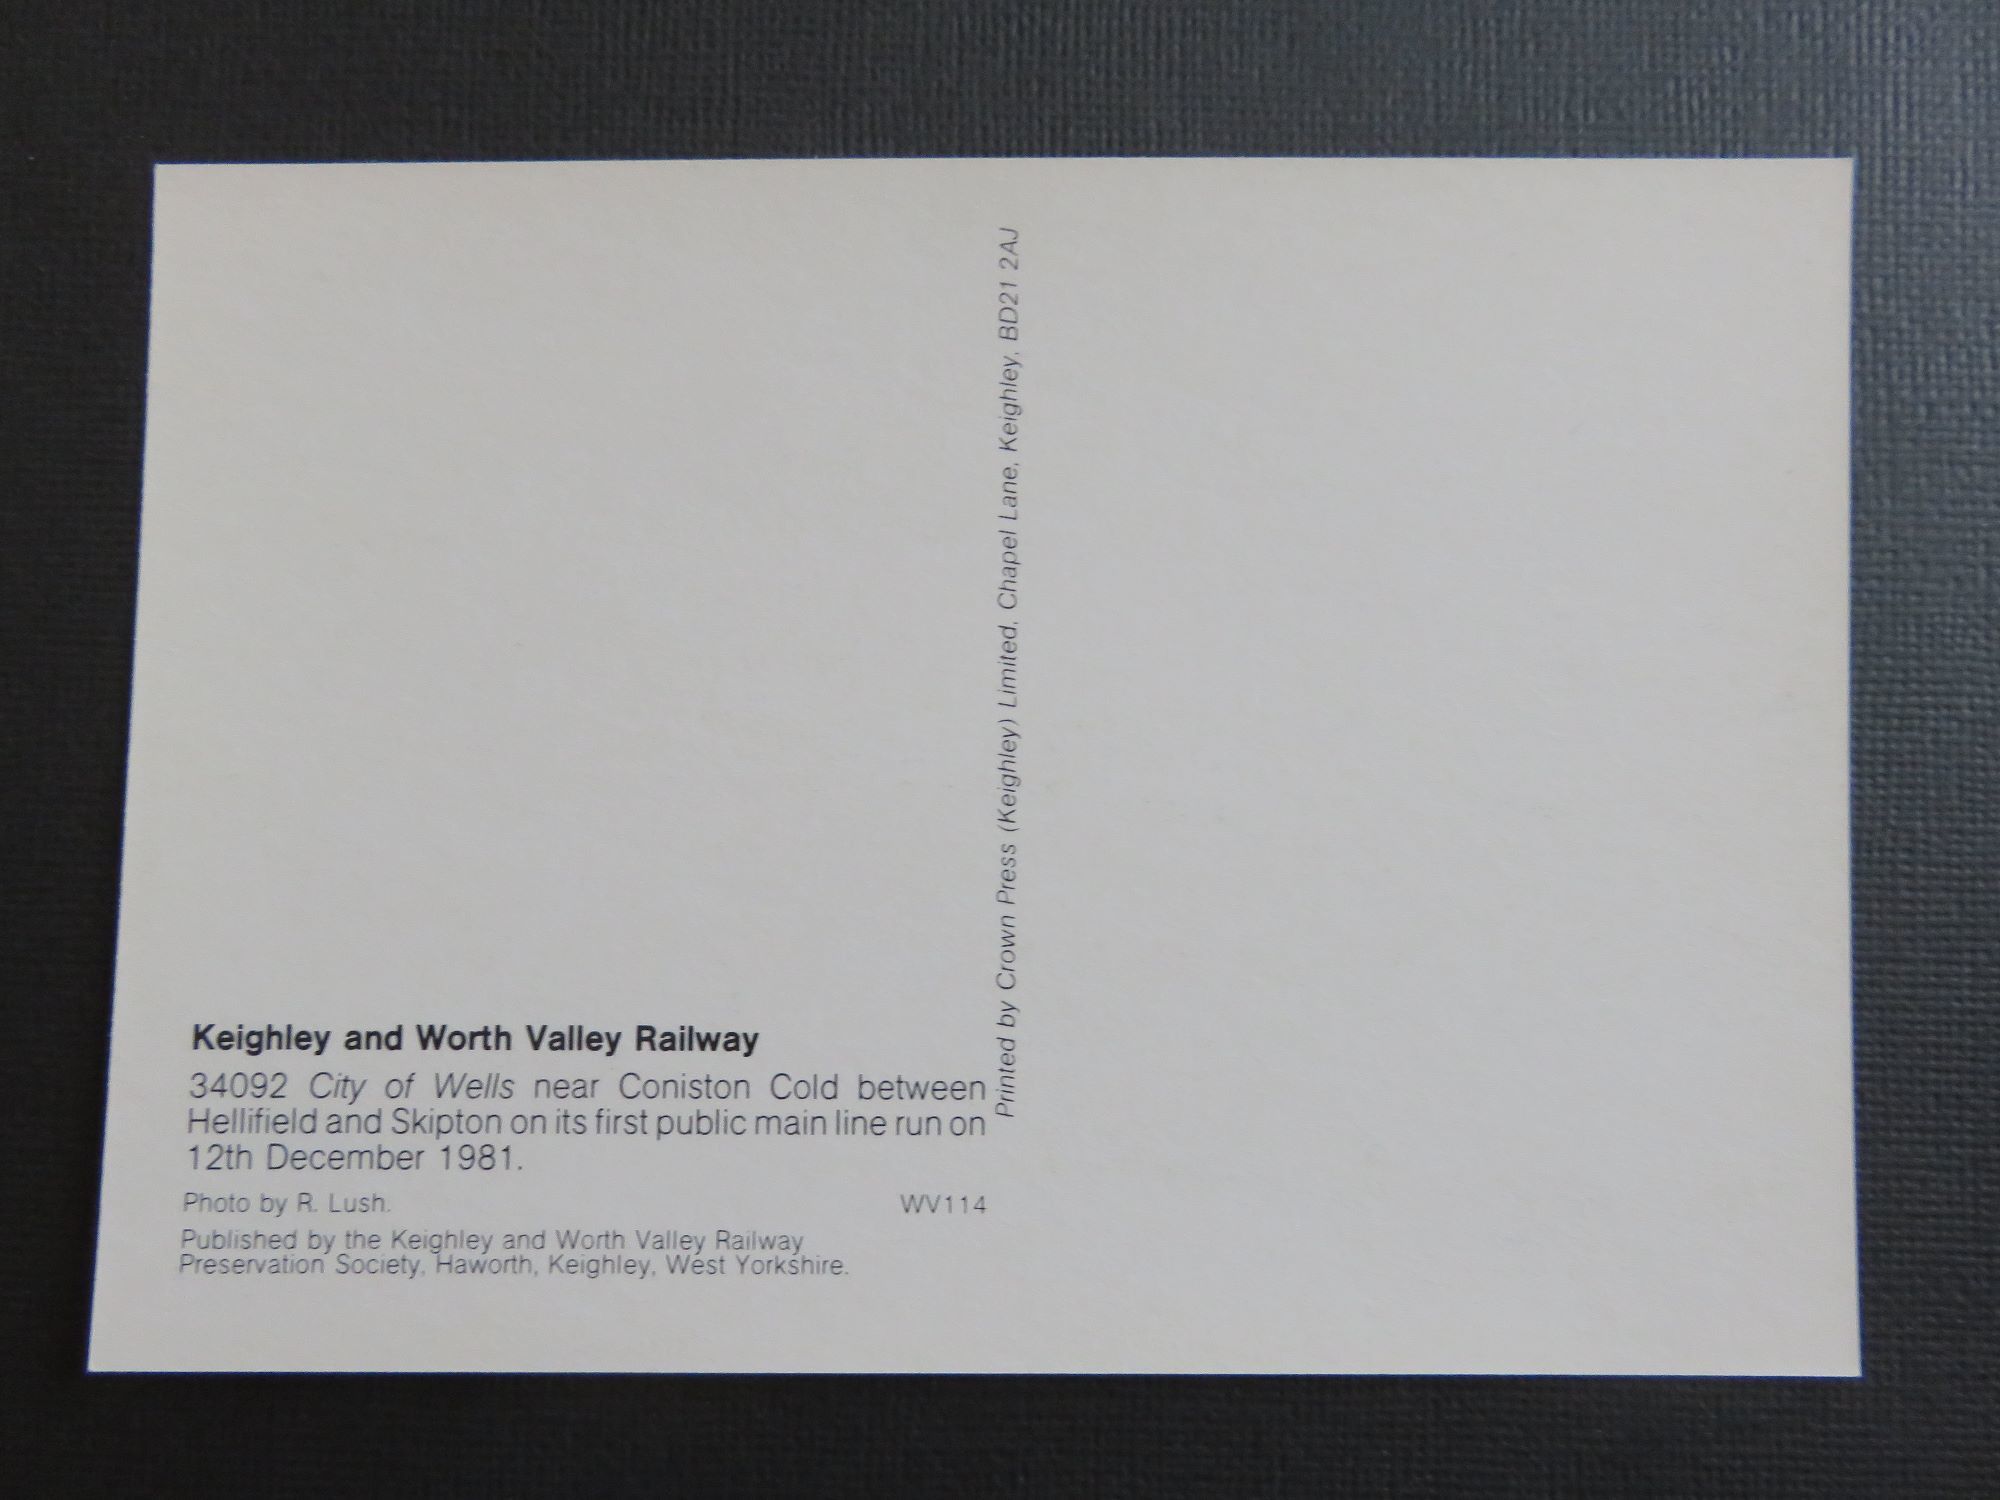 Keighley and Worth Valley Railway
34092 City of Wells near Coniston Cold between
Hellifield and Skipton on its first public main line run on
12th December 1981.
Photo by R. Lush.
WV114
Published by the Keighley and Worth Valley Railway
Preservation Society, Haworth, Keighley, West Yorkshire.
Printed by Crown Press (Keighley) Limited, Chapel Lane, Keighley, BD21 2AJ